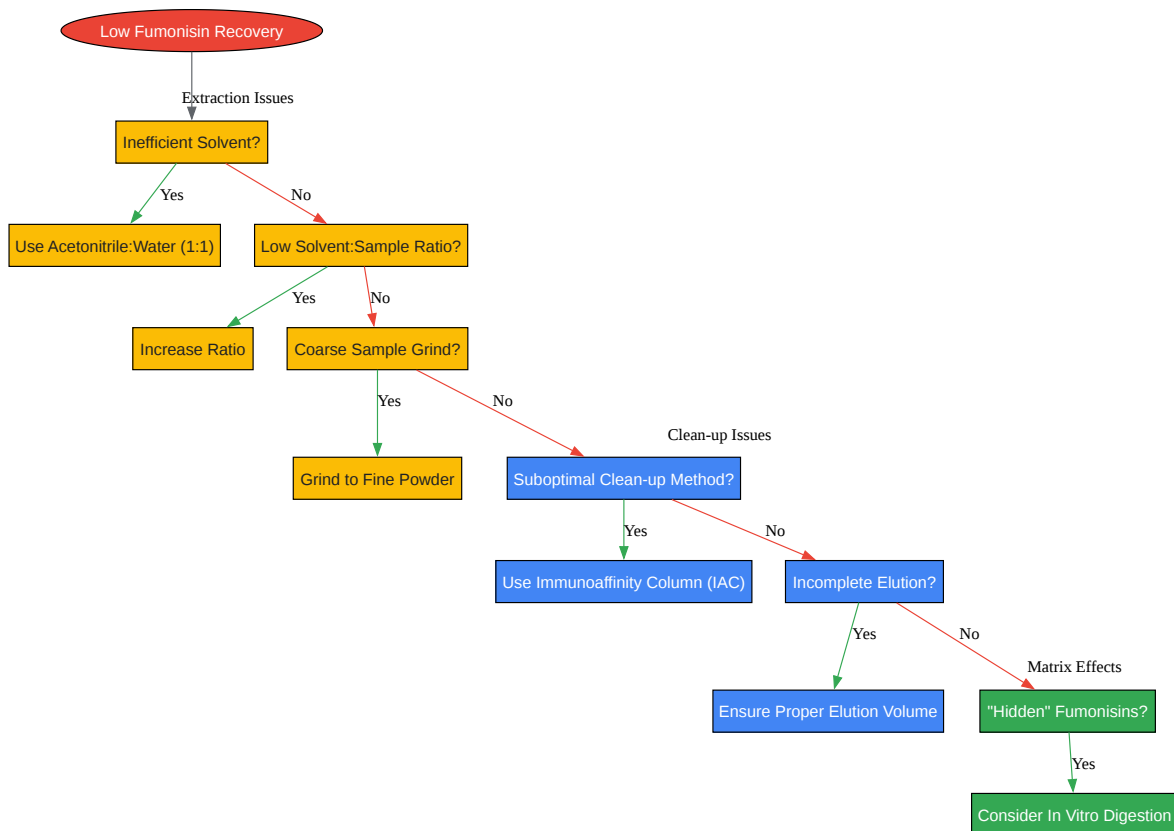 Low Fumonisin Recovery
Extraction Issues
Inefficient Solvent?
Yes
No
Use Acetonitrile:Water (1:1)
Low Solvent:Sample Ratio?
Yes
No
Increase Ratio
Coarse Sample Grind?
Yes
No
Clean-up Issues
Grind to Fine Powder
Suboptimal Clean-up Method?
Yes
No
Use Immunoaffinity Column (IAC)
Incomplete Elution?
Yes
No
Matrix Effects
Ensure Proper Elution Volume
"Hidden" Fumonisins?
Yes
Consider In Vitro Digestion